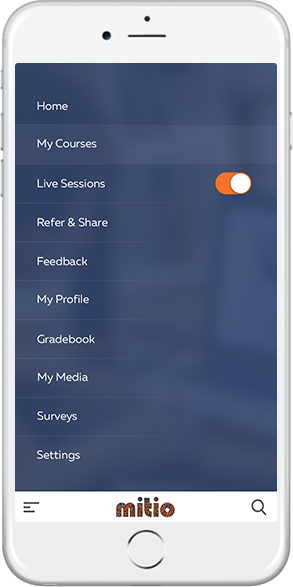 Home
My Courses
Live Sessions
Refer & Share
Feedback
My Profile
Gradebook
My Media
Surveys
Settings
mitio